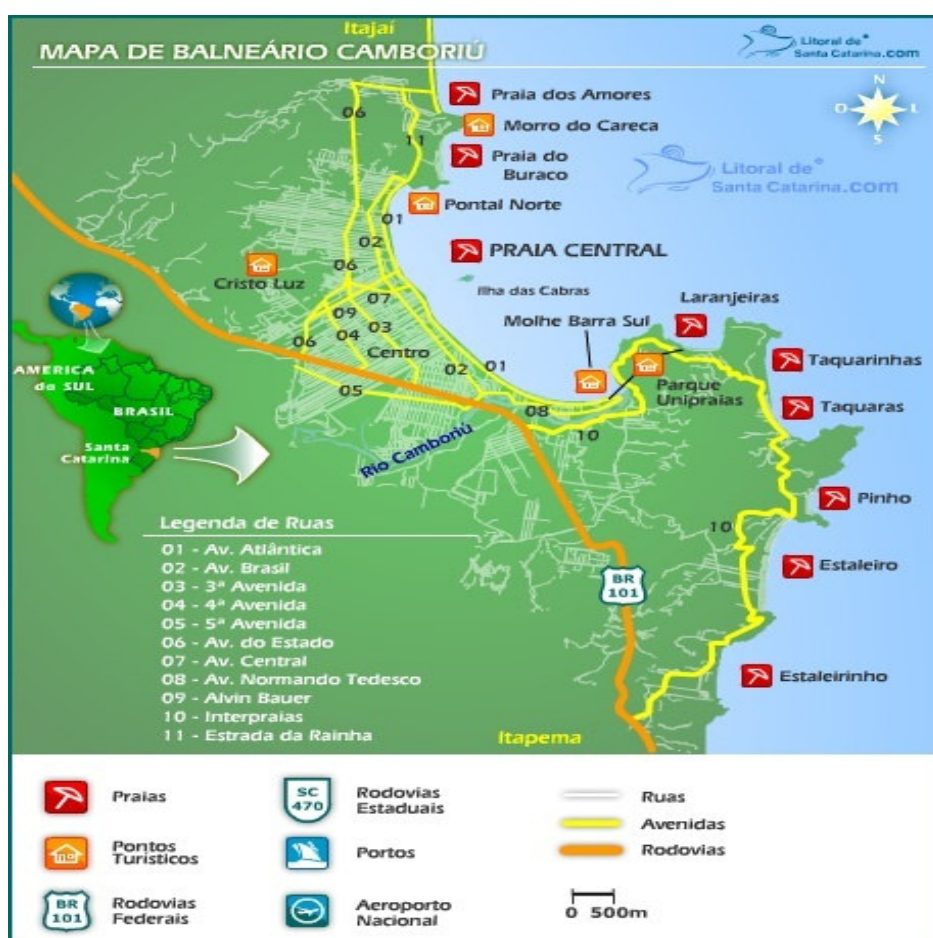 Itajaí
MAPA DE BALNEÁRIO CAMBORIÚ
Litoral de
Santa Catarina.com
N
O
L
S
Praia dos Amores
06
Morro do Careca
11
Praia do
Buraco
Litoral de
Santa Catarina.com
Pontal Norte
01
02
PRAIA CENTRAL
06
Cristo Luz
Ilha das Cabras
07
Laranjeiras
09
Molhe Barra Sul
03
04
06
Centro
Taquarinhas
AMERICA
do SUL
02
01
Parque
Unipraias
05
BRASIL
08
Taquaras
10
Rio Camboriú
Santa
Catarina
Pinho
10
Legenda de Ruas
01 - Av. Atlântica
02 - Av. Brasil
03 - 3ª Avenida
04 - 4ª Avenida
05 - 5ª Avenida
06 - Av. do Estado
07 - Av. Central
08 - Av. Normando Tedesco
09 - Alvin Bauer
10 - Interpraias
11 - Estrada da Rainha
Estaleiro
BR
101
Estaleirinho
Itapema
Praias
SC
470
Rodovias
Estaduais
Ruas
Avenidas
Pontos
Turísticos
Portos
Rodovias
BR
101
Rodovias
Federais
Aeroporto
Nacional
0 500m